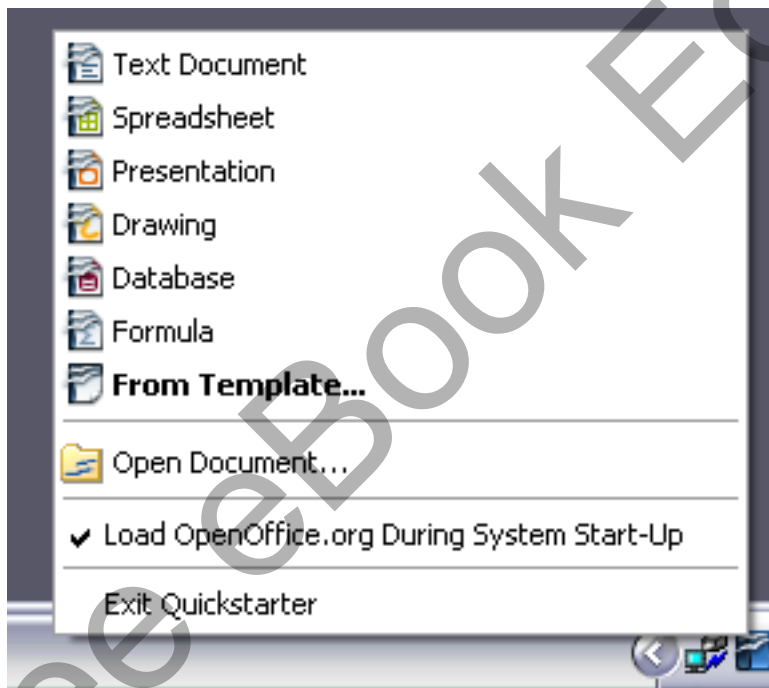 Text Document
Spreadsheet
Presentation
Drawing
Database
Formula
From Template...
Open Document...
Load OpenOffice.org During System Start-Up
Exit Quickstarter
eBook